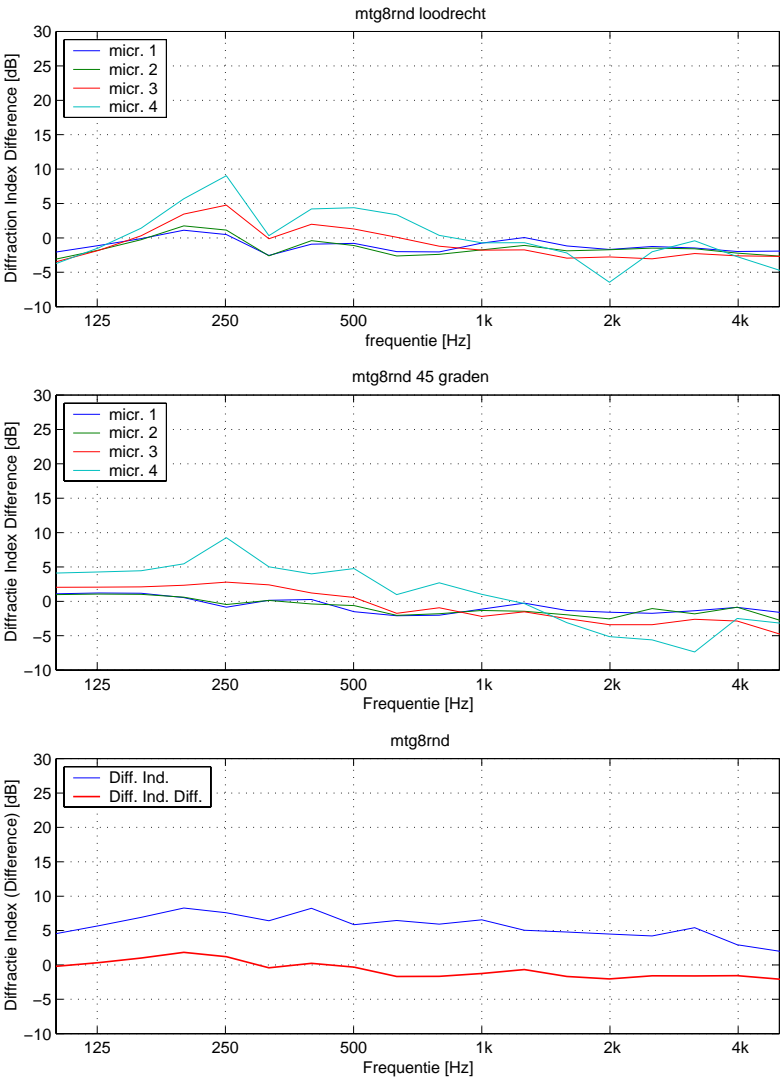 mtg8rnd loodrecht
Diffraction Index Difference [dB]
30
25
20
15
10
5
0
−5
−10
micr. 1
micr. 2
micr. 3
micr. 4
125 250 500 1k 2k 4k
frequentie [Hz]
mtg8rnd 45 graden
Diffractie Index Difference [dB]
30
25
20
15
10
5
0
−5
−10
micr. 1
micr. 2
micr. 3
micr. 4
125 250 500 1k 2k 4k
Frequentie [Hz]
mtg8rnd
Diffractie Index (Difference) [dB]
30
25
20
15
10
5
0
−5
−10
Diff. Ind.
Diff. Ind. Diff.
125 250 500 1k 2k 4k
Frequentie [Hz]